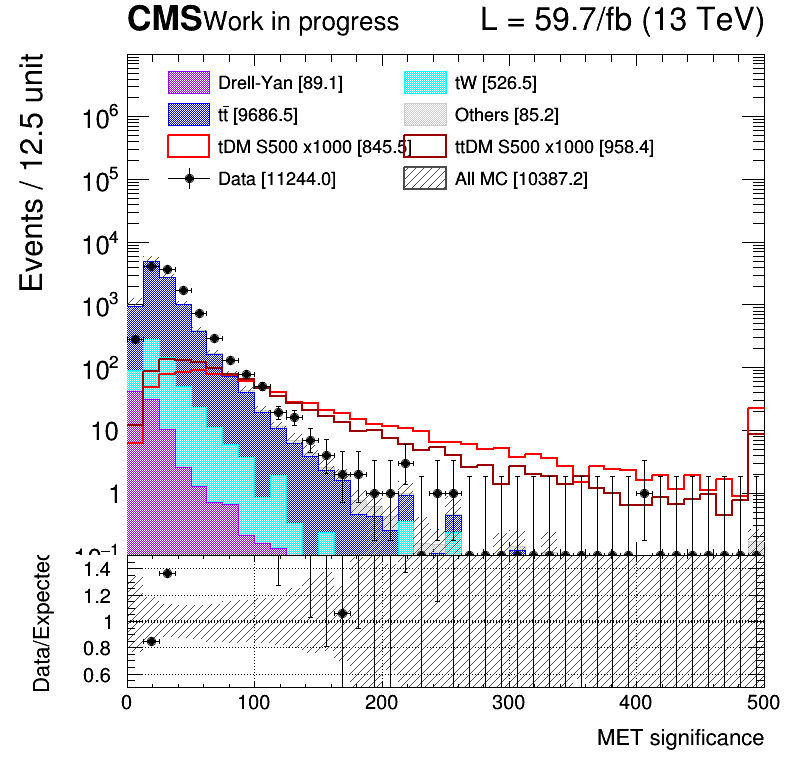 CMS Work in progress L = 59.7/fb (13 TeV)
Events / 12.5 unit
Drell-Yan [89.1] tW [526.5]
tt̄ [9686.5] Others [85.2]
tDM S500 x1000 [845.5] ttDM S500 x1000 [958.4]
Data [11244.0] All MC [10387.2]
10⁶
10⁵
10⁴
10³
10²
10
1
10⁻¹
Data/Expected
1.4
1.2
1
0.8
0.6
0 100 200 300 400 500
MET significance